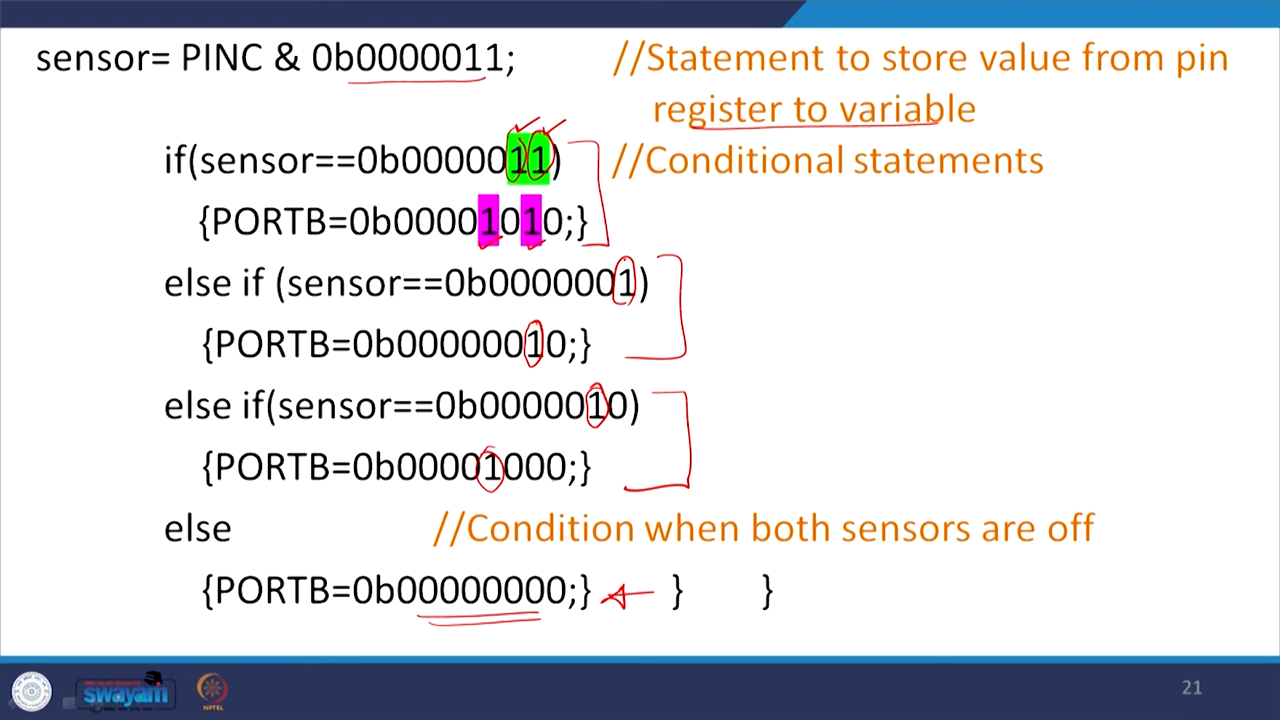 sensor= PINC & 0b0000011; //Statement to store value from pin
register to variable
if(sensor==0b0000011) //Conditional statements
{PORTB=0b00001010;}
else if (sensor==0b0000001)
{PORTB=0b00000010;}
else if(sensor==0b0000010)
{PORTB=0b00001000;}
else //Condition when both sensors are off
{PORTB=0b00000000;} } }
swayam
NPTEL
21